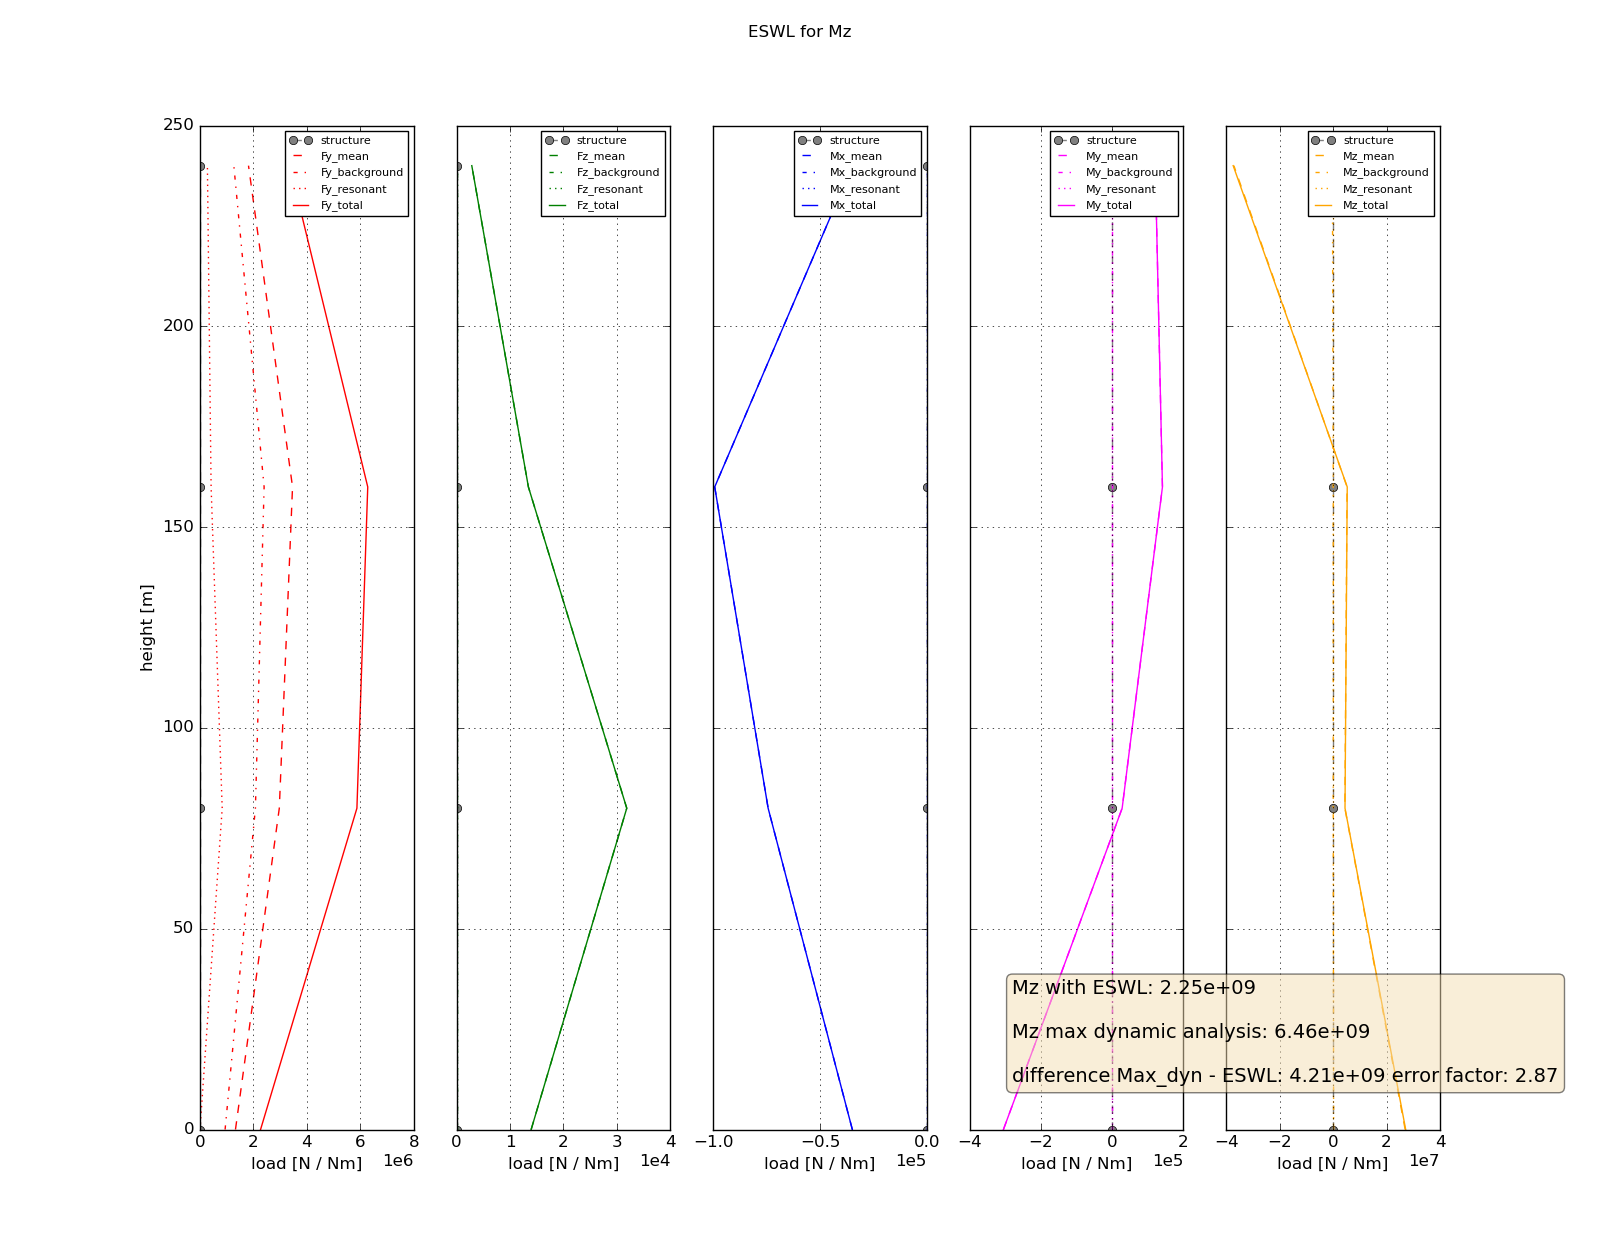 ESWL for Mz
250
200
150
100
50
0
height [m]
structure
Fy_mean
Fy_background
Fy_resonant
Fy_total
0 2 4 6 8
load [N / Nm] 1e6
structure
Fz_mean
Fz_background
Fz_resonant
Fz_total
0 1 2 3 4
load [N / Nm] 1e4
structure
Mx_mean
Mx_background
Mx_resonant
Mx_total
−1.0 −0.5 0.0
load [N / Nm] 1e5
structure
My_mean
My_background
My_resonant
My_total
−4 −2 0 2
load [N / Nm] 1e5
structure
Mz_mean
Mz_background
Mz_resonant
Mz_total
−4 −2 0 2 4
load [N / Nm] 1e7
Mz with ESWL: 2.25e+09
Mz max dynamic analysis: 6.46e+09
difference Max_dyn - ESWL: 4.21e+09 error factor: 2.87